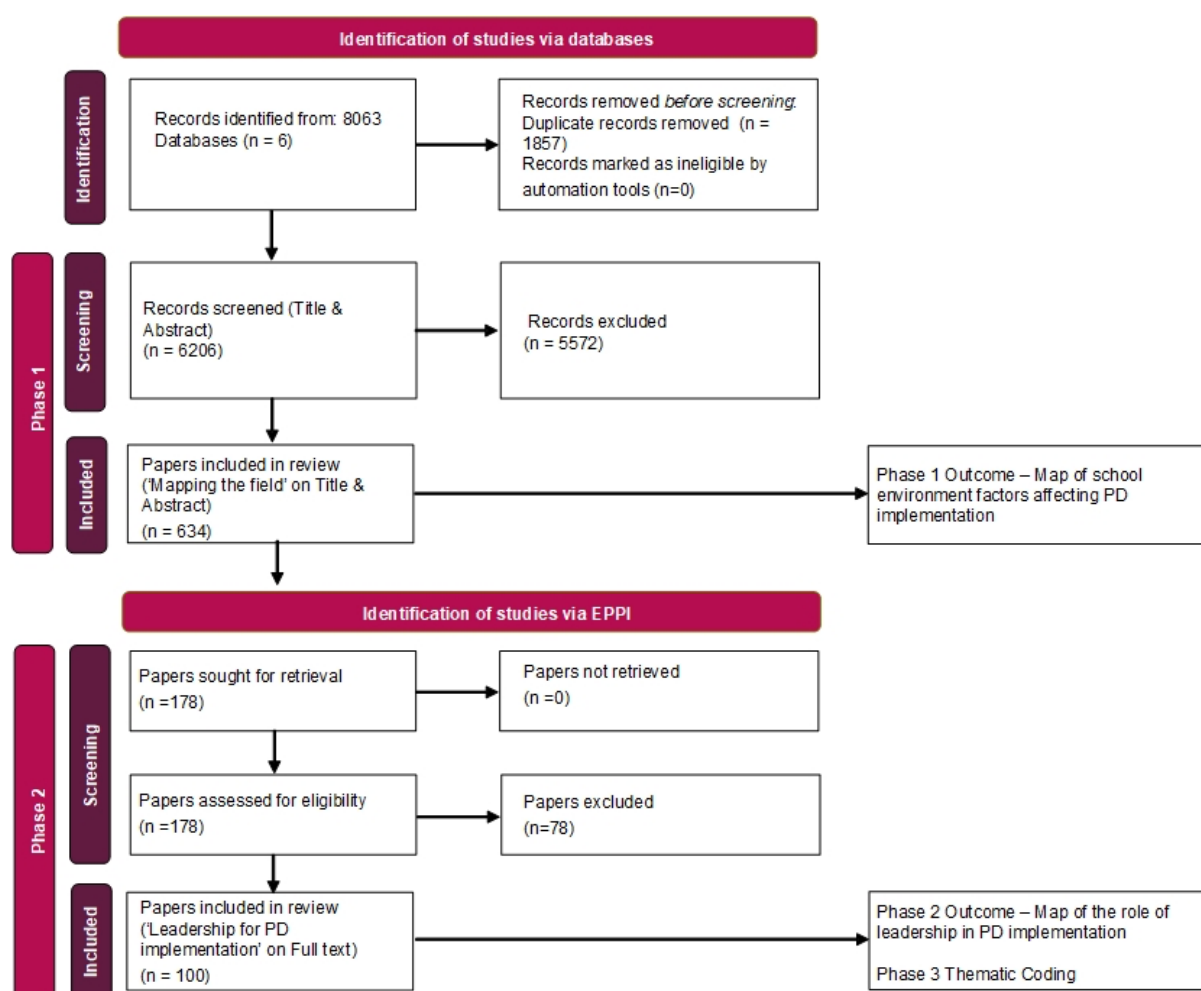 Identification of studies via databases
Identification
Records identified from: 8063
Databases (n = 6)
Records removed before screening:
Duplicate records removed (n =
1857)
Records marked as ineligible by
automation tools (n=0)
Phase 1
Screening
Records screened (Title &
Abstract)
(n = 6206)
Records excluded
(n = 5572)
Included
Papers included in review
(‘Mapping the field’ on Title &
Abstract)
(n = 634)
Phase 1 Outcome – Map of school
environment factors affecting PD
implementation
Identification of studies via EPPI
Phase 2
Screening
Papers sought for retrieval
(n =178)
Papers not retrieved
(n =0)
Papers assessed for eligibility
(n =178)
Papers excluded
(n=78)
Included
Papers included in review
(‘Leadership for PD
implementation’ on Full text)
(n = 100)
Phase 2 Outcome – Map of the role of
leadership in PD implementation
Phase 3 Thematic Coding